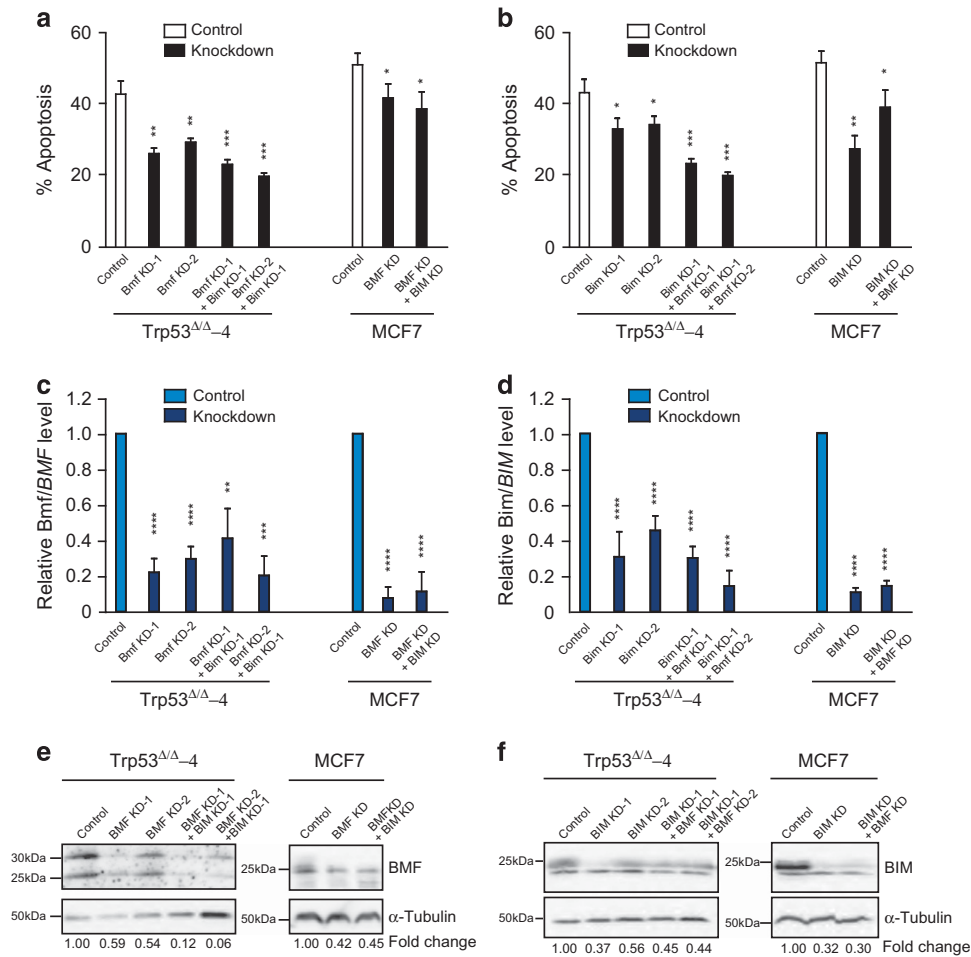 a
60
40
20
0
% Apoptosis
Control
Knockdown
**
**
***
***
*
*
Control
Bmf KD-1
Bmf KD-2
Bmf KD-1
+ Bim KD-1
Bmf KD-2
+ Bim KD-1
Control
BMF KD
BMF KD
+ BIM KD
Trp53Δ/Δ–4
MCF7
b
60
40
20
0
% Apoptosis
Control
Knockdown
*
*
***
***
**
*
Control
Bim KD-1
Bim KD-2
Bim KD-1
+ Bmf KD-1
Bim KD-1
+ Bmf KD-2
Control
BIM KD
BIM KD
+ BMF KD
Trp53Δ/Δ–4
MCF7
c
1.2
1.0
0.8
0.6
0.4
0.2
0
Relative Bmf/BMF level
Control
Knockdown
****
****
**
***
****
****
Control
Bmf KD-1
Bmf KD-2
Bmf KD-1
+ Bim KD-1
Bmf KD-2
+ Bim KD-1
Control
BMF KD
BMF KD
+ BIM KD
Trp53Δ/Δ–4
MCF7
d
1.2
1.0
0.8
0.6
0.4
0.2
0
Relative Bim/BIM level
Control
Knockdown
****
****
****
****
****
****
Control
Bim KD-1
Bim KD-2
Bim KD-1
+ Bmf KD-1
Bim KD-1
+ Bmf KD-2
Control
BIM KD
BIM KD
+ BMF KD
Trp53Δ/Δ–4
MCF7
e
Trp53Δ/Δ–4
MCF7
Control
BMF KD-1
BMF KD-2
BMF KD-1
+ BIM KD-1
BMF KD-2
+BIM KD-1
Control
BMF KD
BMFKD
+ BIM KD
30kDa
25kDa
25kDa
BMF
50kDa
50kDa
α-Tubulin
1.00 0.59 0.54 0.12 0.06
1.00 0.42 0.45
Fold change
f
Trp53Δ/Δ–4
MCF7
Control
BIM KD-1
BIM KD-2
BIM KD-1
+ BMF KD-1
BIM KD-1
+ BMF KD-2
Control
BIM KD
BIM KD
+ BMF KD
25kDa
25kDa
BIM
50kDa
50kDa
α-Tubulin
1.00 0.37 0.56 0.45 0.44
1.00 0.32 0.30
Fold change